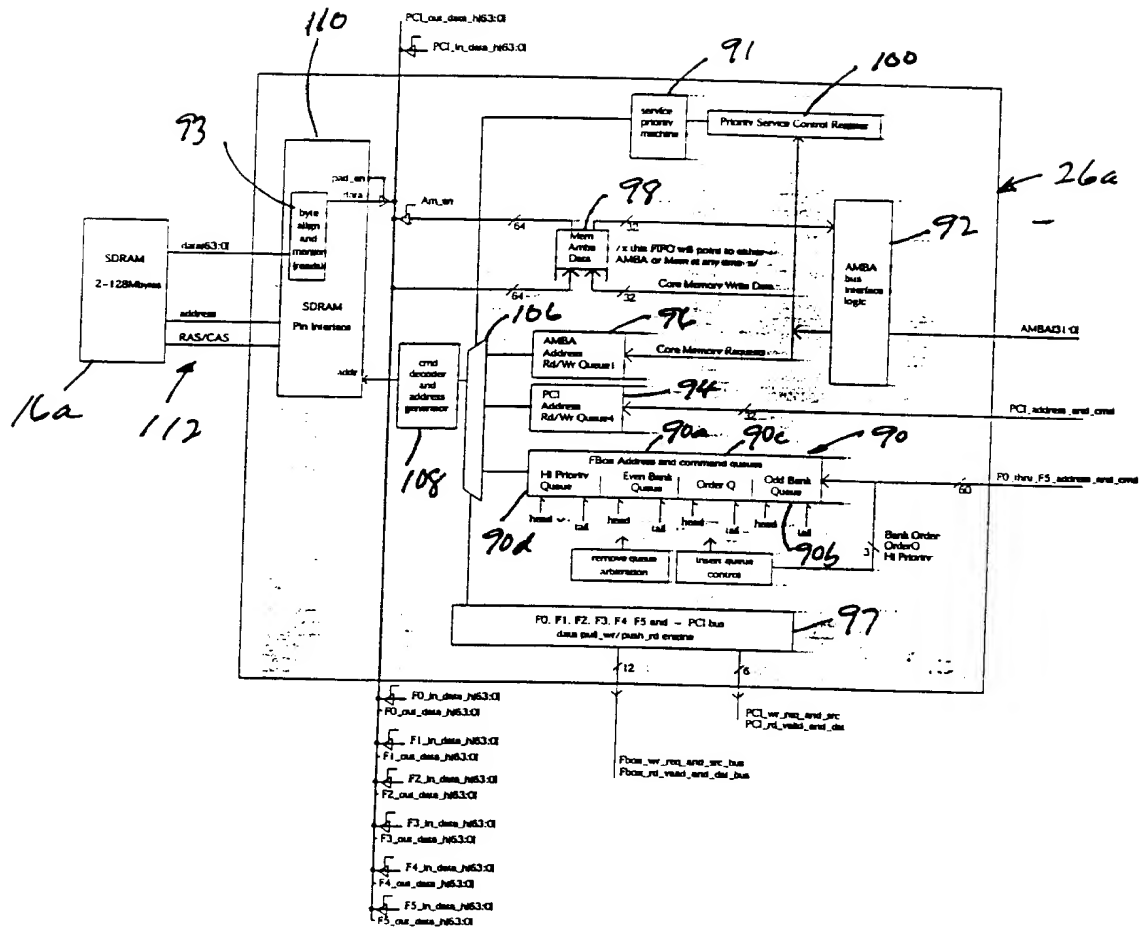 110
PCI_out_data_h[63:0]
PCI_in_data_h[63:0]
91
100
service
priority
machine
Priority Service Control Register
93
26a
pad_en
data
Am_en
98
92
byte
align
and
64
32
Mem
Amba
Data
/x this FIFO will point to either
AMBA or Mem at any time x/
AMBA
bus
interface
logic
SDRAM
2-128Mbytes
data[63:0]
SDRAM
Pin Interface
64
32
Core Memory Write Data
address
106
96
AMBA[31:0]
RAS/CAS
AMBA
Address
Rd/Wr Queue
Core Memory Requests
cmd
decoder
and
address
generator
addr
16a
112
94
PCI
Address
Rd/Wr Queue
32
PCI_address_and_cmd
108
90a
90c
90
FBox Address and command queues
HI Priority
Queue
Even Bank
Queue
Order Q
Odd Bank
Queue
F0_thru_F5_address_and_cmd
60
head
tail
head
tail
head
tail
head
tail
90d
90b
3
Bank Order
OrderQ
HI Priority
remove queue
arbitration
insert queue
control
97
F0, F1, F2, F3, F4 F5 and PCI bus
data pull_wr/push_rd engine
12
6
F0_in_data_h[63:0]
F0_out_data_h[63:0]
PCI_wr_req_and_src
PCI_rd_valid_and_dst
F1_in_data_h[63:0]
F1_out_data_h[63:0]
Fbox_wr_req_and_src_bus
Fbox_rd_valid_and_dst_bus
F2_in_data_h[63:0]
F2_out_data_h[63:0]
F3_in_data_h[63:0]
F3_out_data_h[63:0]
F4_in_data_h[63:0]
F4_out_data_h[63:0]
F5_in_data_h[63:0]
F5_out_data_h[63:0]